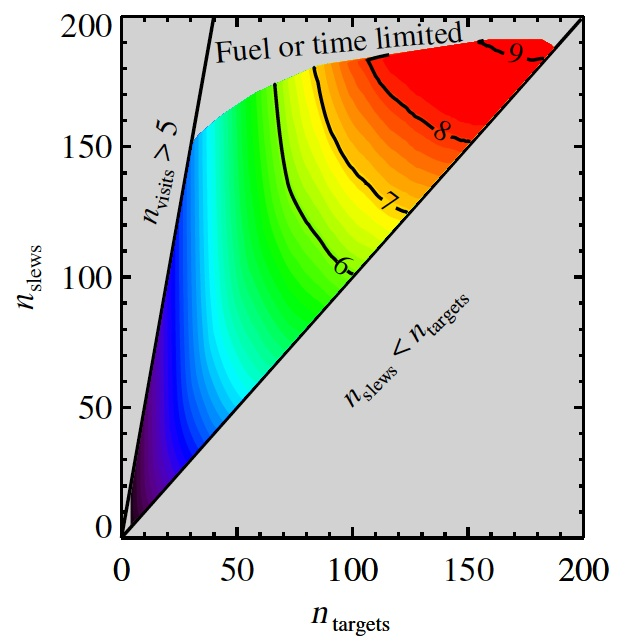 200
Fuel or time limited
9
8
150
n_visits > 5
7
n_slews
6
100
n_slews < n_targets
50
0
0 50 100 150 200
n_targets